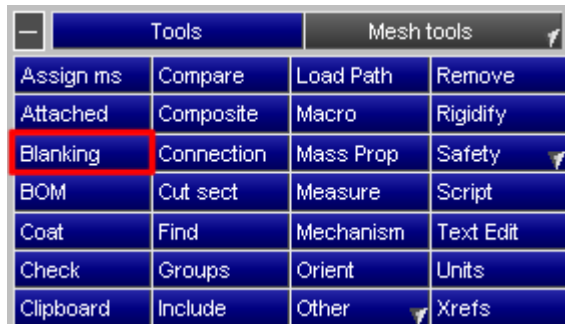 Tools Mesh tools
Assign ms Compare Load Path Remove
Attached Composite Macro Rigidify
Blanking Connection Mass Prop Safety
BOM Cut sect Measure Script
Coat Find Mechanism Text Edit
Check Groups Orient Units
Clipboard Include Other Xrefs